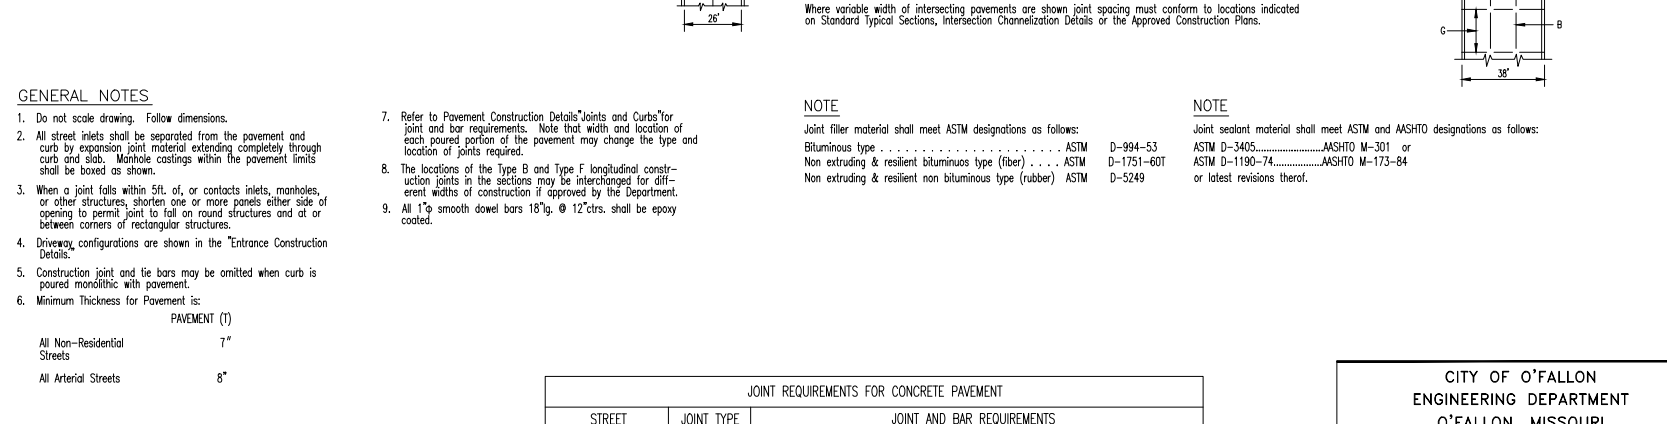 26'
Where variable width of intersecting pavements are shown joint spacing must conform to locations indicated
on Standard Typical Sections, Intersection Channelization Details or the Approved Construction Plans.
G
B
38'
GENERAL NOTES
1. Do not scale drawing. Follow dimensions.
2. All street inlets shall be separated from the pavement and
curb by expansion joint material extending completely through
curb and slab. Manhole castings within the pavement limits
shall be boxed as shown.
3. When a joint falls within 5ft. of, or contacts inlets, manholes,
or other structures, shorten one or more panels either side of
opening to permit joint to fall on round structures and at or
between corners of rectangular structures.
4. Driveway configurations are shown in the "Entrance Construction
Details."
5. Construction joint and tie bars may be omitted when curb is
poured monolithic with pavement.
6. Minimum Thickness for Pavement is:
PAVEMENT (T)
All Non-Residential 7"
Streets
All Arterial Streets 8"
7. Refer to Pavement Construction Details"Joints and Curbs"for
joint and bar requirements. Note that width and location of
each poured portion of the pavement may change the type and
location of joints required.
8. The locations of the Type B and Type F longitudinal constr-
uction joints in the sections may be interchanged for diff-
erent widths of construction if approved by the Department.
9. All 1"ϕ smooth dowel bars 18"lg. @ 12"ctrs. shall be epoxy
coated.
NOTE
Joint filler material shall meet ASTM designations as follows:
Bituminous type . . . . . . . . . . . . . . . . . . . . . . ASTM D-994-53
Non extruding & resilient bituminuos type (fiber) . . . . ASTM D-1751-60T
Non extruding & resilient non bituminous type (rubber) ASTM D-5249
NOTE
Joint sealant material shall meet ASTM and AASHTO designations as follows:
ASTM D-3405.......................AASHTO M-301 or
ASTM D-1190-74.................AASHTO M-173-84
or latest revisions therof.
JOINT REQUIREMENTS FOR CONCRETE PAVEMENT
STREET JOINT TYPE JOINT AND BAR REQUIREMENTS
CITY OF O'FALLON
ENGINEERING DEPARTMENT
O'FALLON, MISSOURI